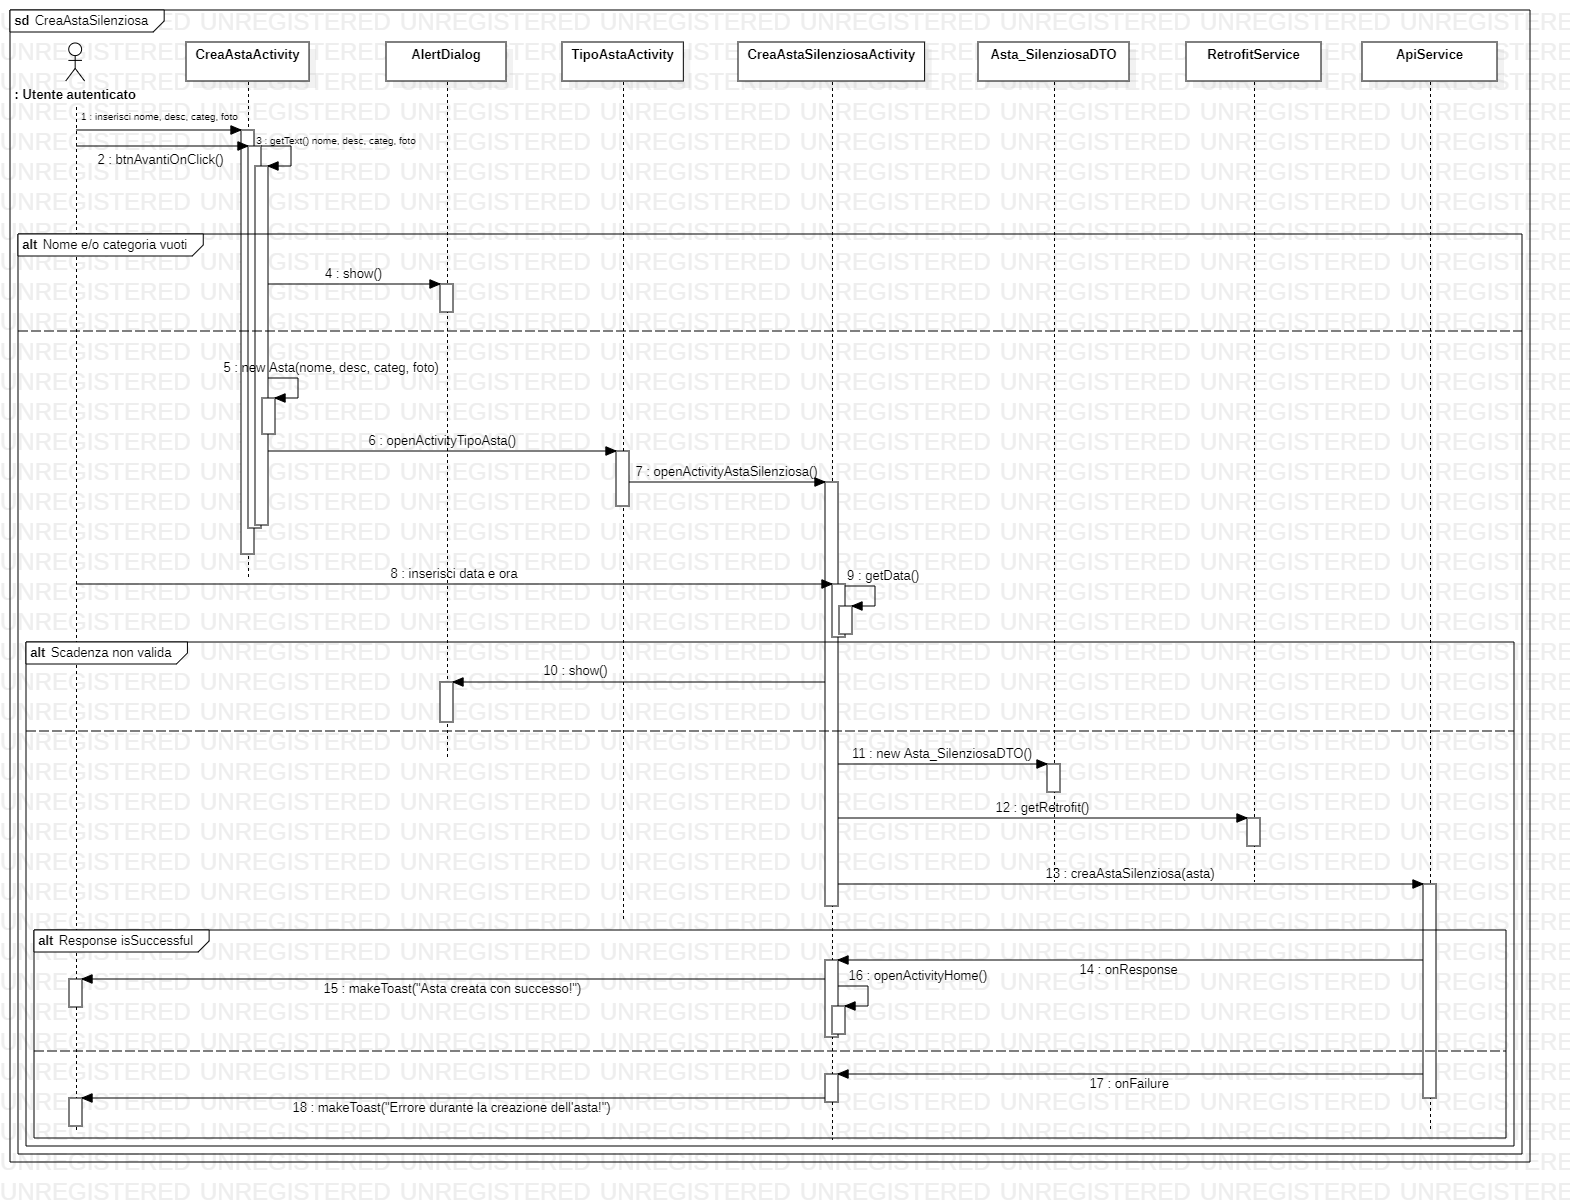 sd CreaAstaSilenziosa
CreaAstaActivity
AlertDialog
TipoAstaActivity
CreaAstaSilenziosaActivity
Asta_SilenziosaDTO
RetrofitService
ApiService
: Utente autenticato
1 : inserisci nome, desc, categ, foto
3 : getText() nome, desc, categ, foto
2 : btnAvantiOnClick()
alt Nome e/o categoria vuoti
4 : show()
5 : new Asta(nome, desc, categ, foto)
6 : openActivityTipoAsta()
7 : openActivityAstaSilenziosa()
8 : inserisci data e ora
9 : getData()
alt Scadenza non valida
10 : show()
11 : new Asta_SilenziosaDTO()
12 : getRetrofit()
13 : creaAstaSilenziosa(asta)
alt Response isSuccessful
14 : onResponse
16 : openActivityHome()
15 : makeToast("Asta creata con successo!")
17 : onFailure
18 : makeToast("Errore durante la creazione dell'asta!")
UNREGISTERED